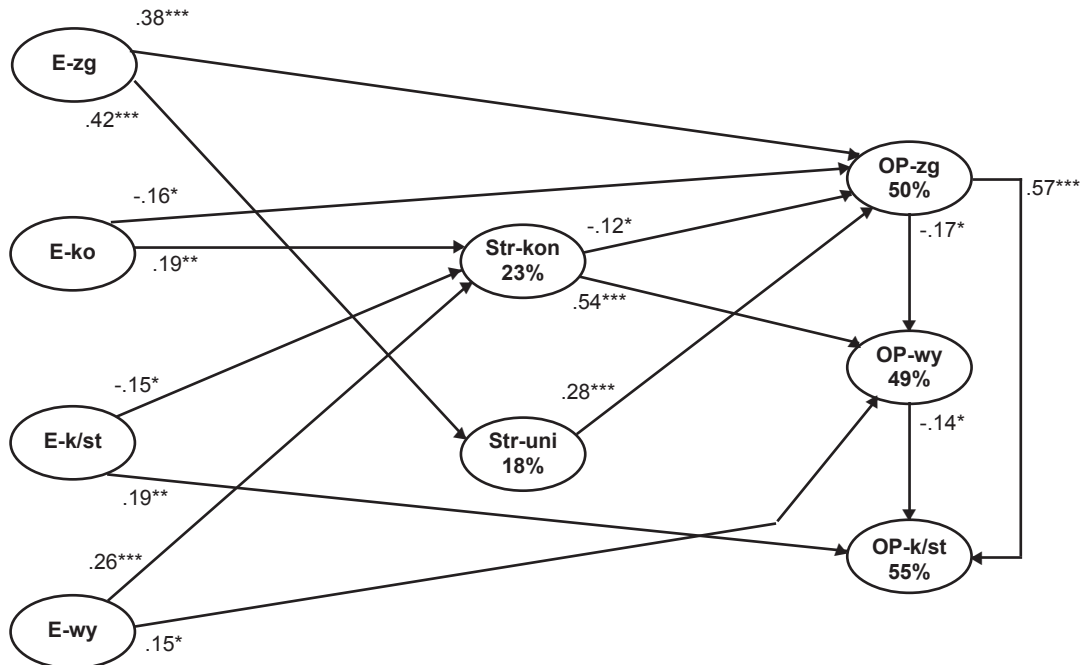 .38***
E-zg
.42***
OP-zg
50%
.57***
-.16*
-.12*
-.17*
E-ko
.19**
Str-kon
23%
.54***
OP-wy
49%
-.15*
.28***
-.14*
E-k/st
Str-uni
18%
.19**
OP-k/st
55%
.26***
E-wy
.15*